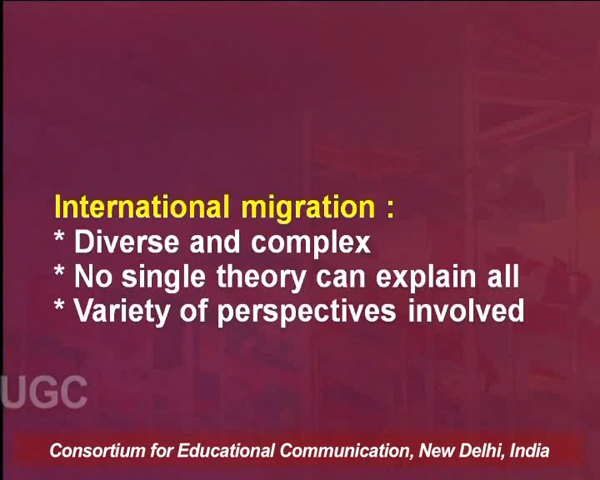 International migration :
* Diverse and complex
* No single theory can explain all
* Variety of perspectives involved
UGC
Consortium for Educational Communication, New Delhi, India